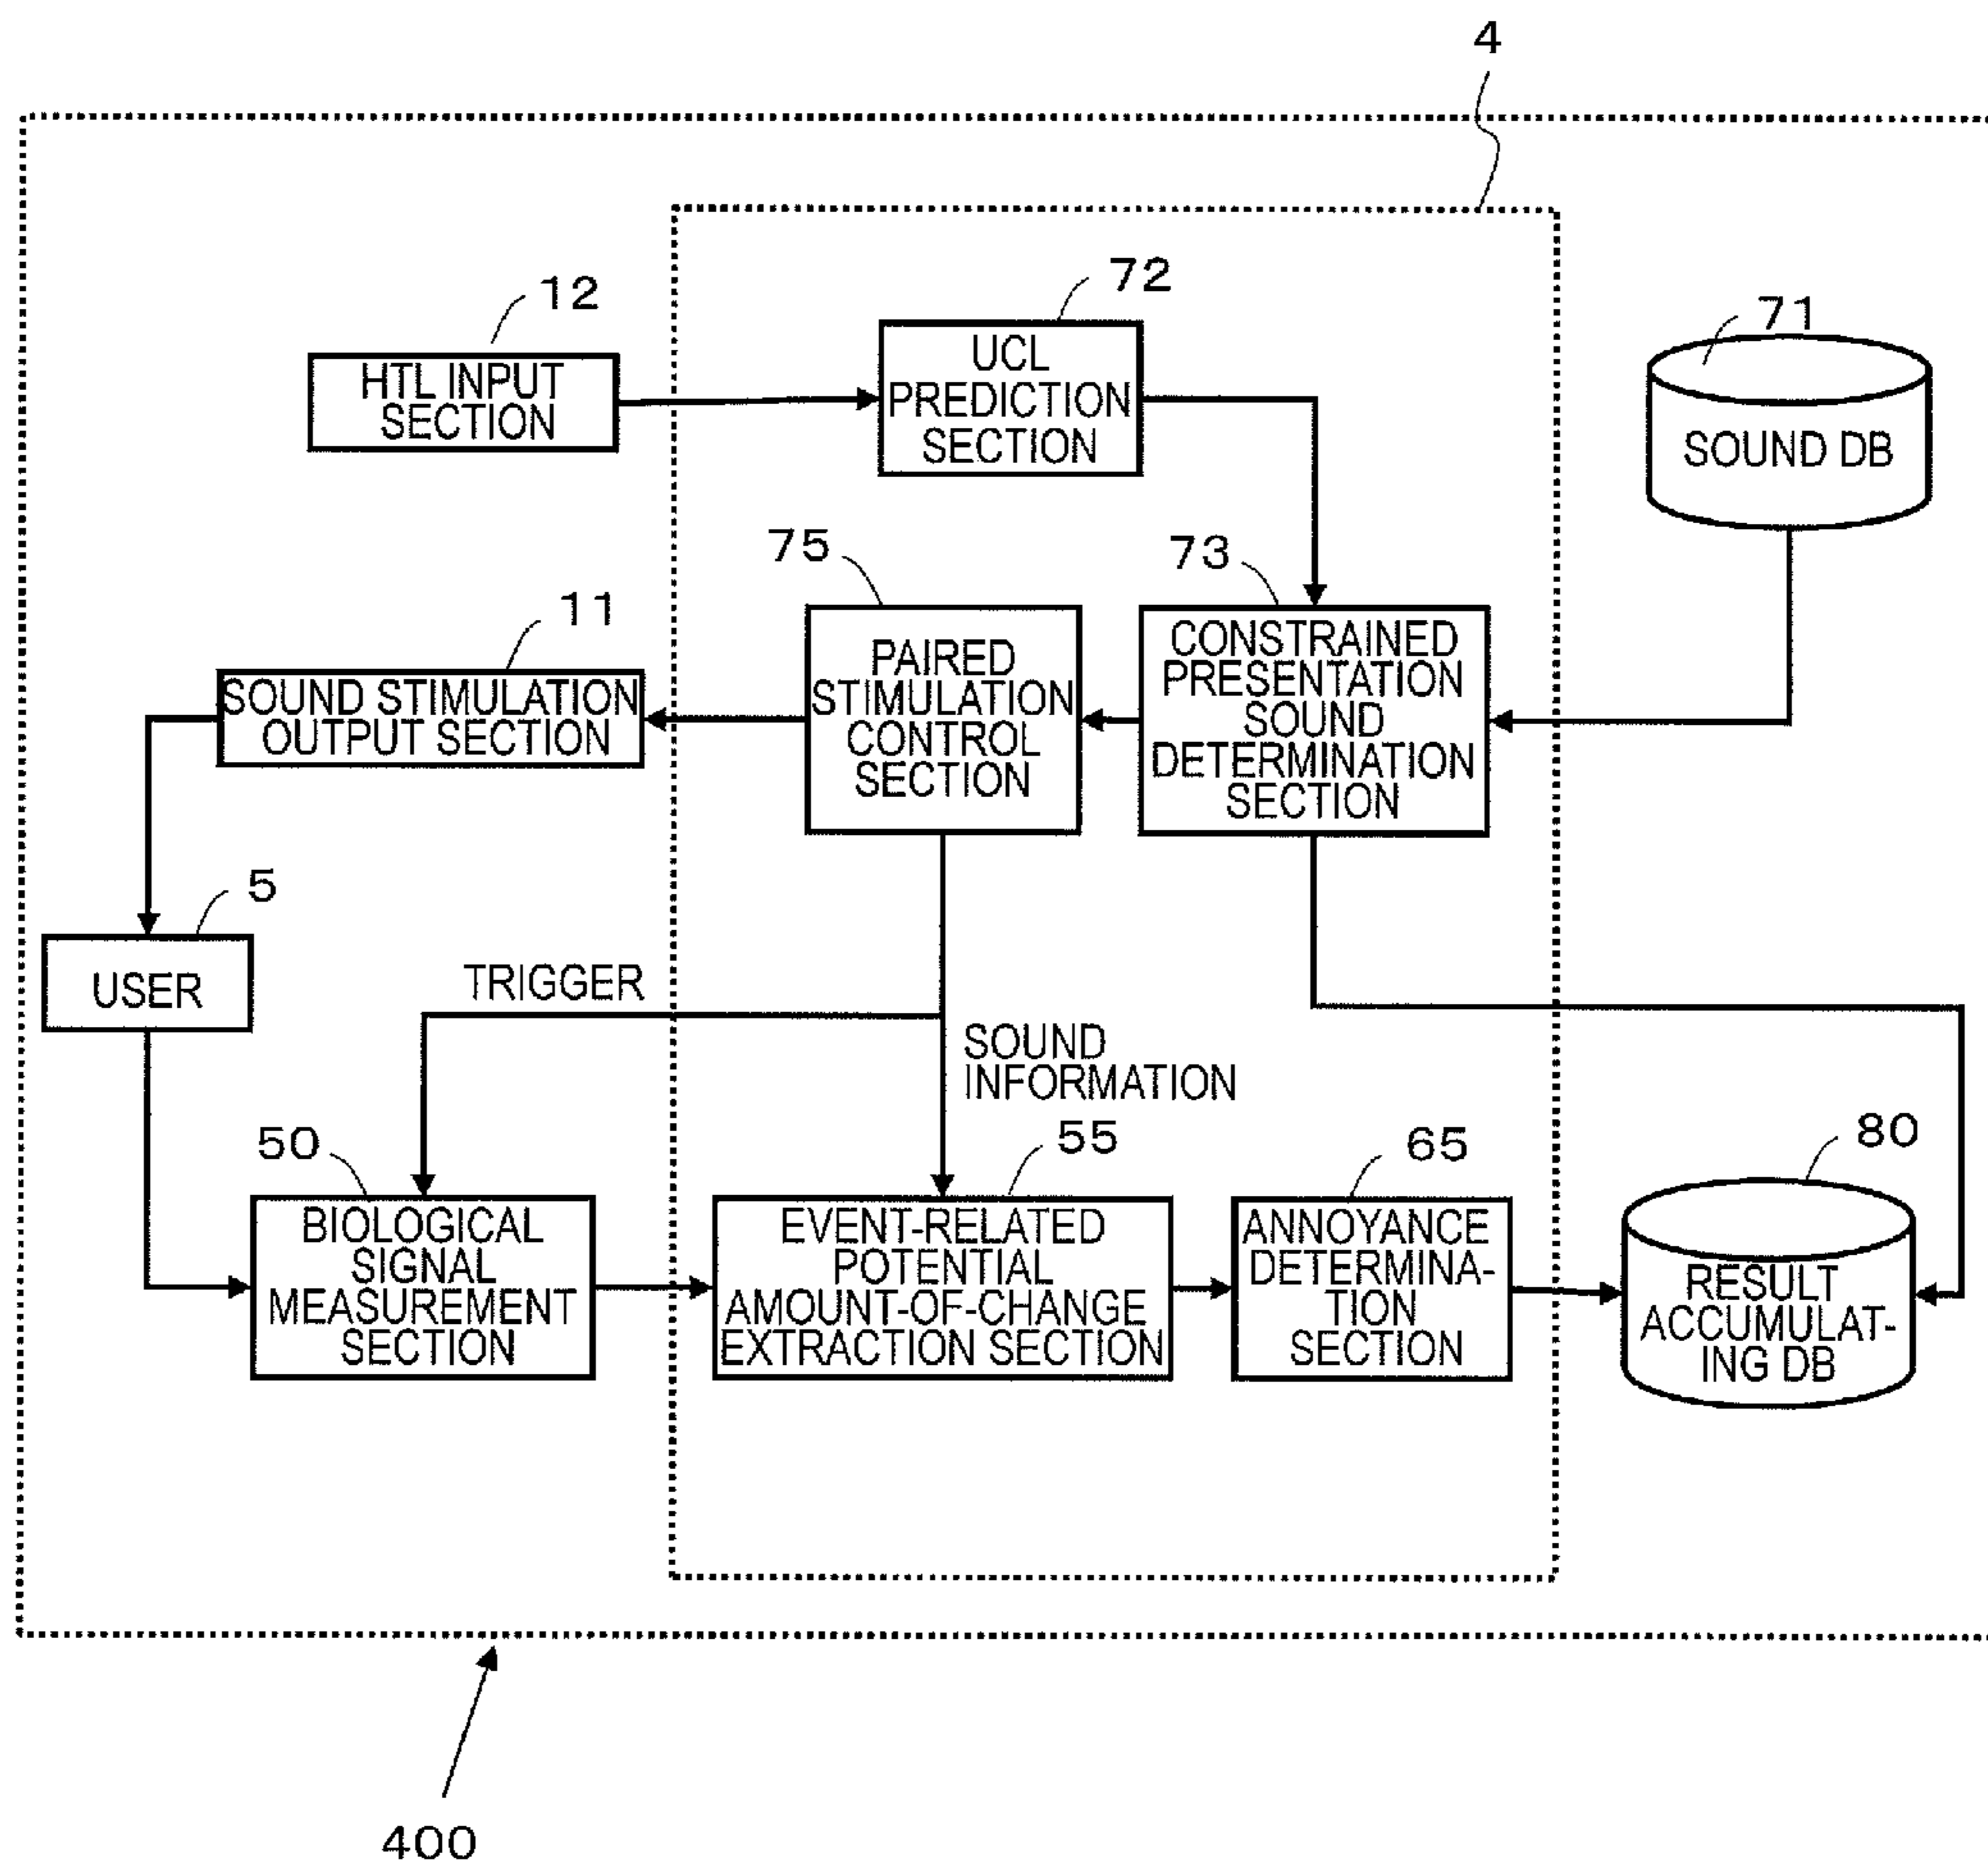 4
12
HTL INPUT
SECTION
72
UCL
PREDICTION
SECTION
71
SOUND DB
75
PAIRED
STIMULATION
CONTROL
SECTION
73
CONSTRAINED
PRESENTATION
SOUND
DETERMINATION
SECTION
11
SOUND STIMULATION
OUTPUT SECTION
5
USER
TRIGGER
SOUND
INFORMATION
50
BIOLOGICAL
SIGNAL
MEASUREMENT
SECTION
55
EVENT-RELATED
POTENTIAL
AMOUNT-OF-CHANGE
EXTRACTION SECTION
65
ANNOYANCE
DETERMINA-
TION
SECTION
80
RESULT
ACCUMULAT-
ING DB
400